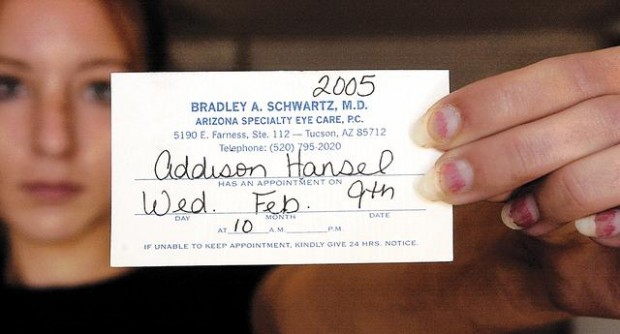 2005
BRADLEY A. SCHWARTZ, M.D.
ARIZONA SPECIALTY EYE CARE, P.C.
5190 E. Farness, Ste. 112 — Tucson, AZ 85712
Telephone: (520) 795-2020
Addison Hansel
HAS AN APPOINTMENT ON
Wed. Feb. 9th
DAY MONTH DATE
AT 10 A.M. P.M.
IF UNABLE TO KEEP APPOINTMENT, KINDLY GIVE 24 HRS. NOTICE.